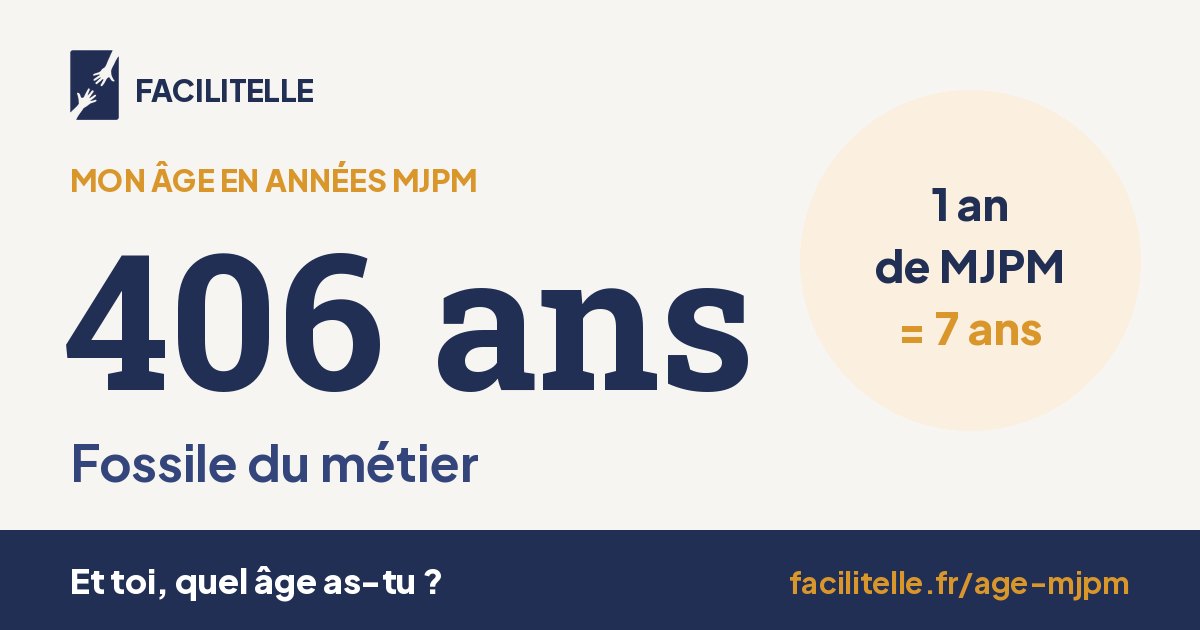 FACILITELLE
MON ÂGE EN ANNÉES MJPM
406 ans
Fossile du métier
1 an
de MJPM
= 7 ans
Et toi, quel âge as-tu ?
facilitelle.fr/age-mjpm